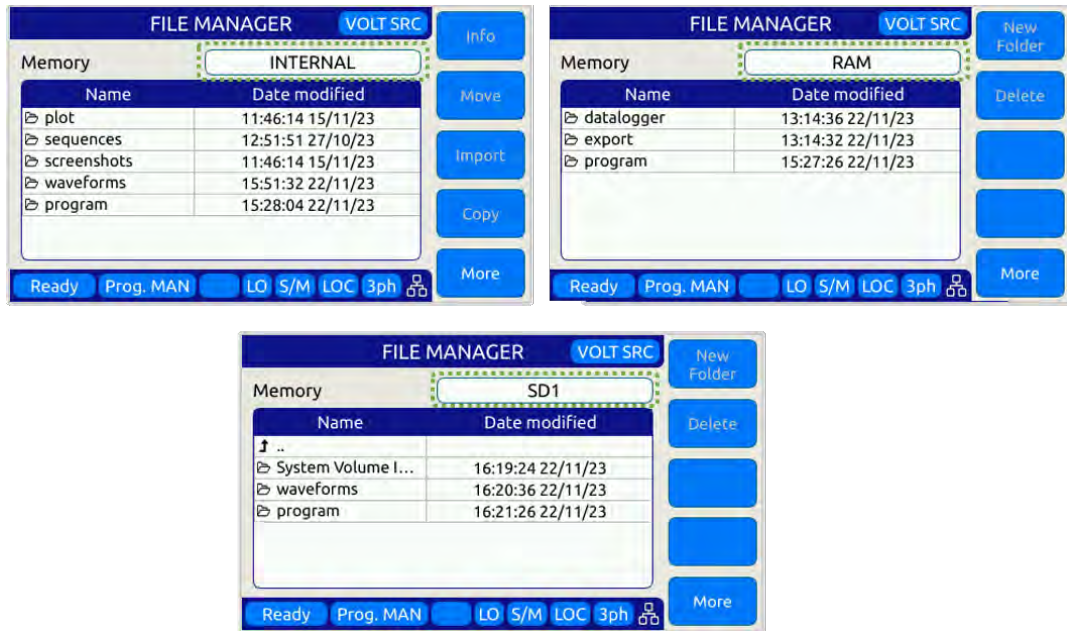 FILE MANAGER VOLT SRC
Info
Memory INTERNAL
Name Date modified
Move
plot 11:46:14 15/11/23
sequences 12:51:51 27/10/23
screenshots 11:46:14 15/11/23
Import
waveforms 15:51:32 22/11/23
program 15:28:04 22/11/23
Copy
More
Ready Prog. MAN LO S/M LOC 3ph
FILE MANAGER VOLT SRC
New
Folder
Memory RAM
Name Date modified
Delete
datalogger 13:14:36 22/11/23
export 13:14:32 22/11/23
program 15:27:26 22/11/23
More
Ready Prog. MAN LO S/M LOC 3ph
FILE MANAGER VOLT SRC
New
Folder
Memory SD1
Name Date modified
Delete
..
System Volume I... 16:19:24 22/11/23
waveforms 16:20:36 22/11/23
program 16:21:26 22/11/23
More
Ready Prog. MAN LO S/M LOC 3ph